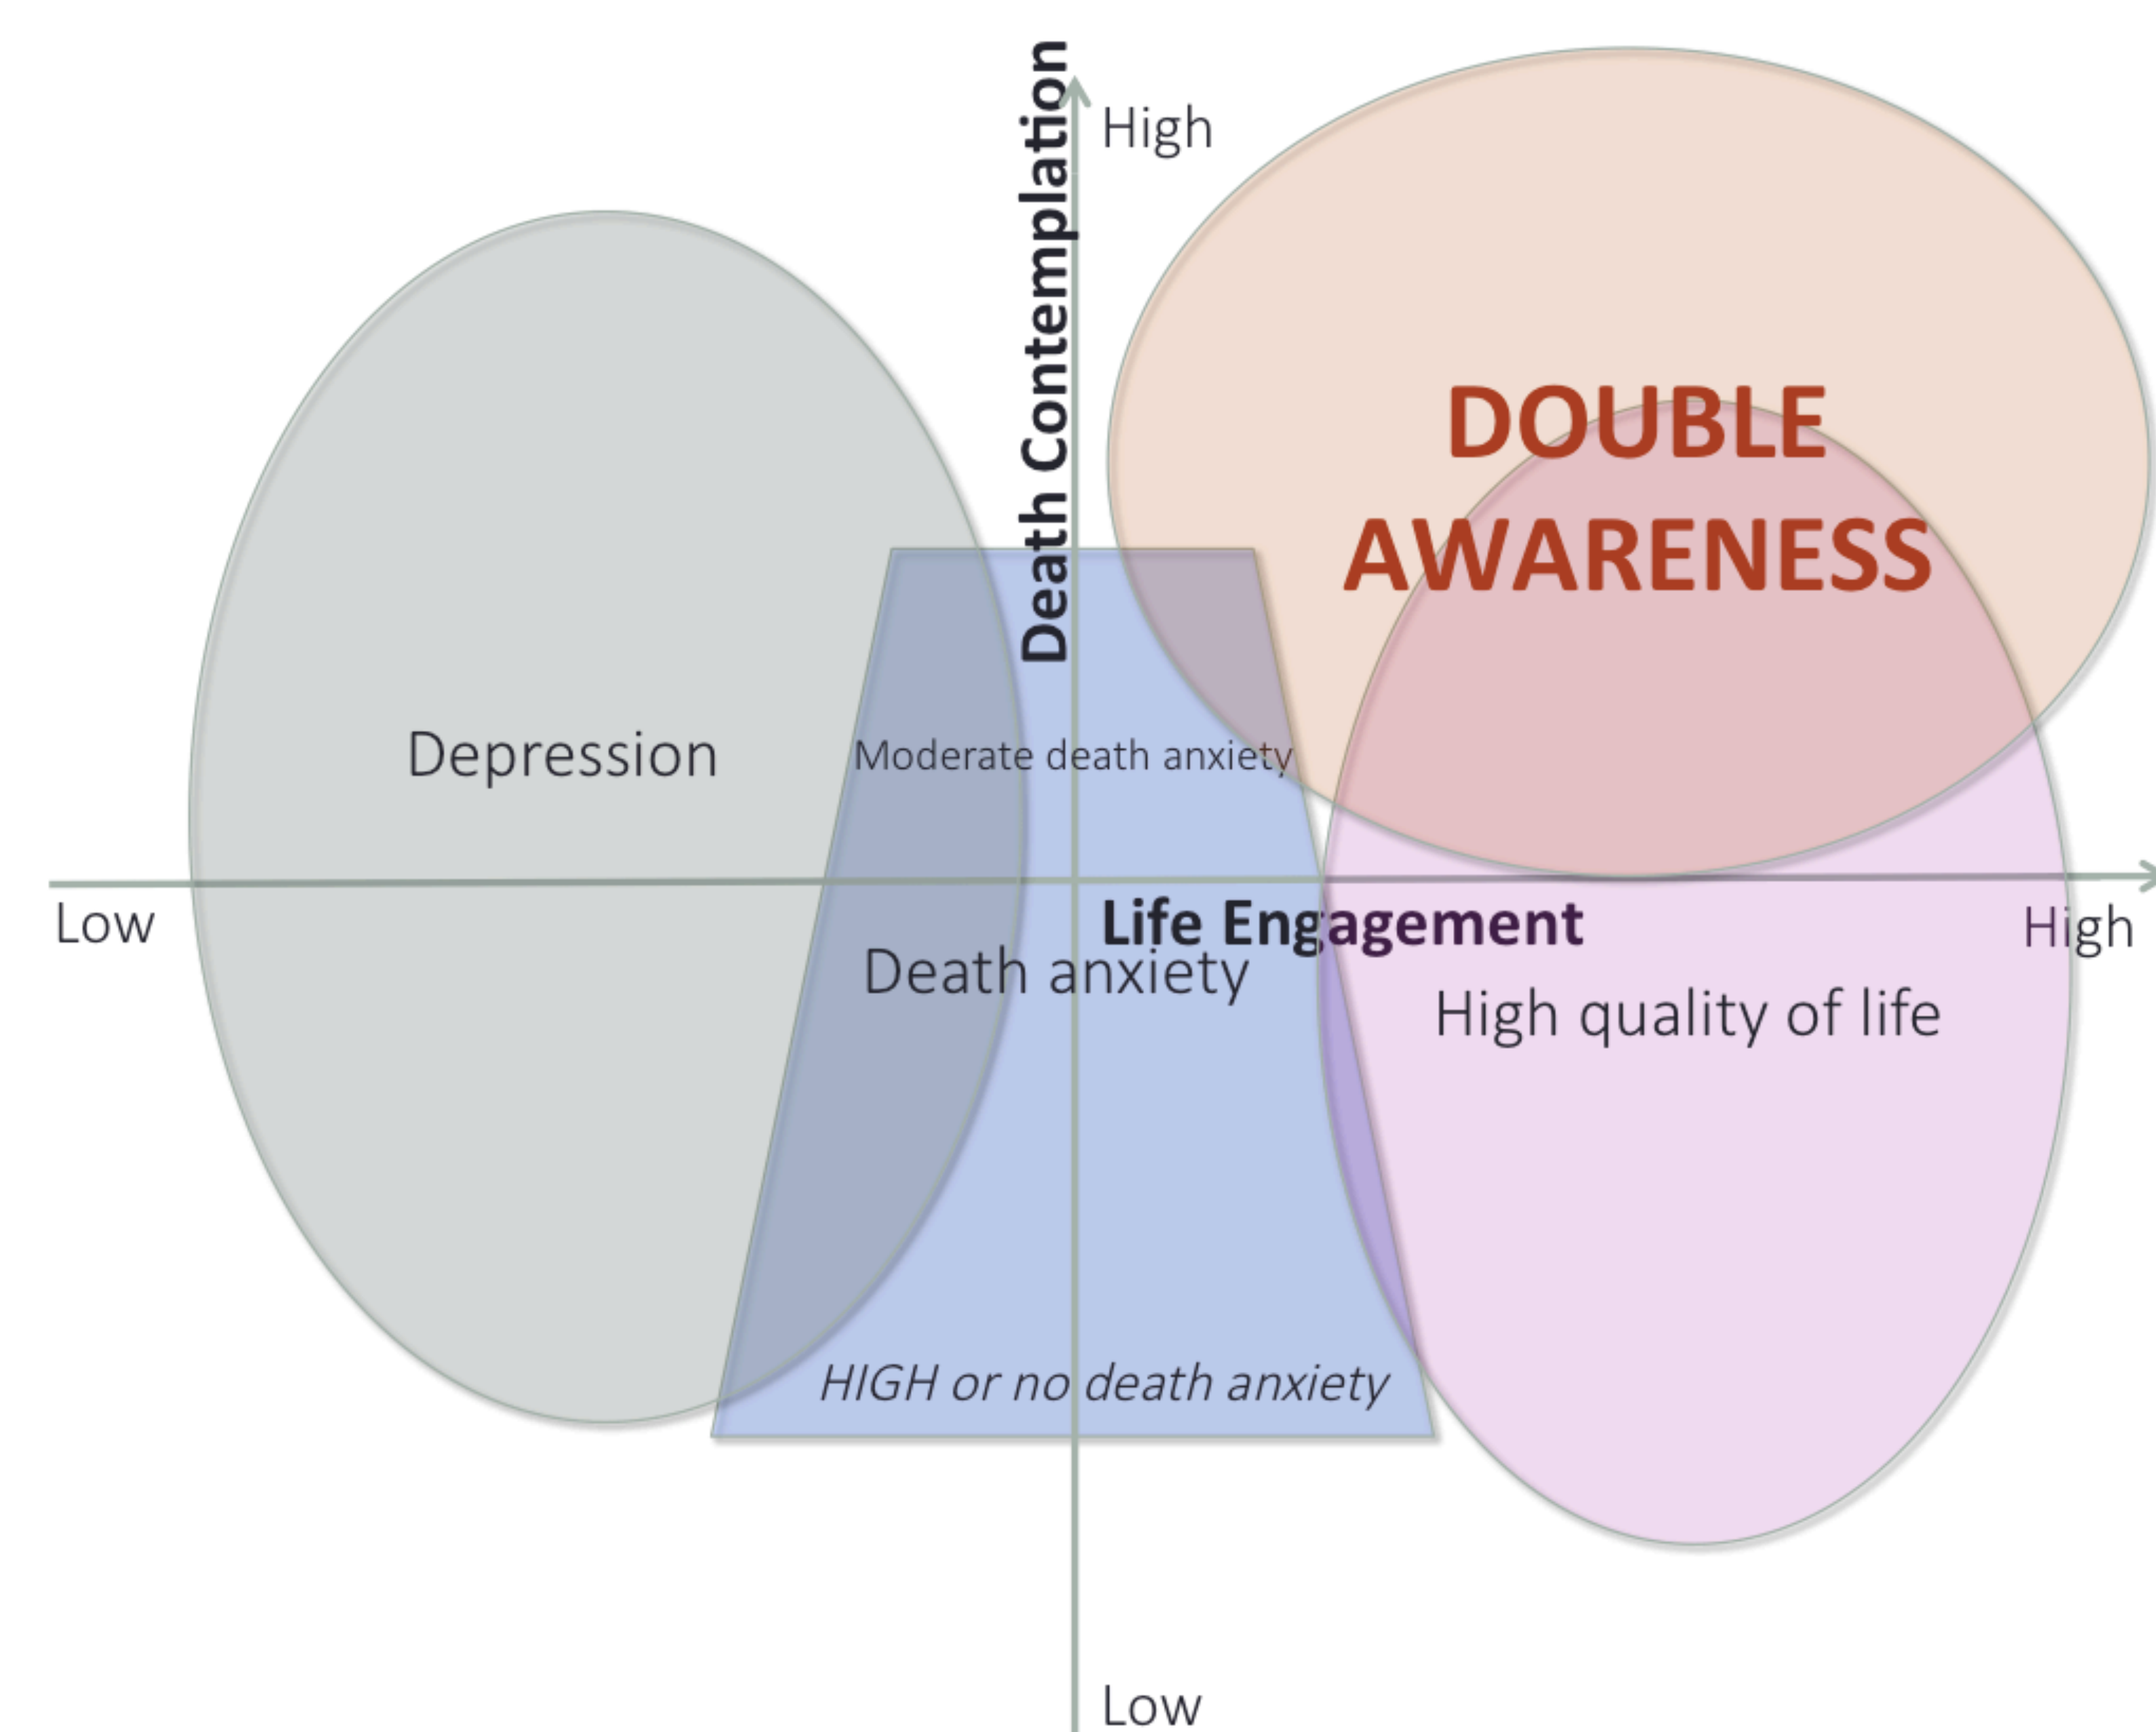 Death Contemplation
High
DOUBLE
AWARENESS
Depression
Moderate death anxiety
Low
Life Engagement
High
Death anxiety
High quality of life
HIGH or no death anxiety
Low